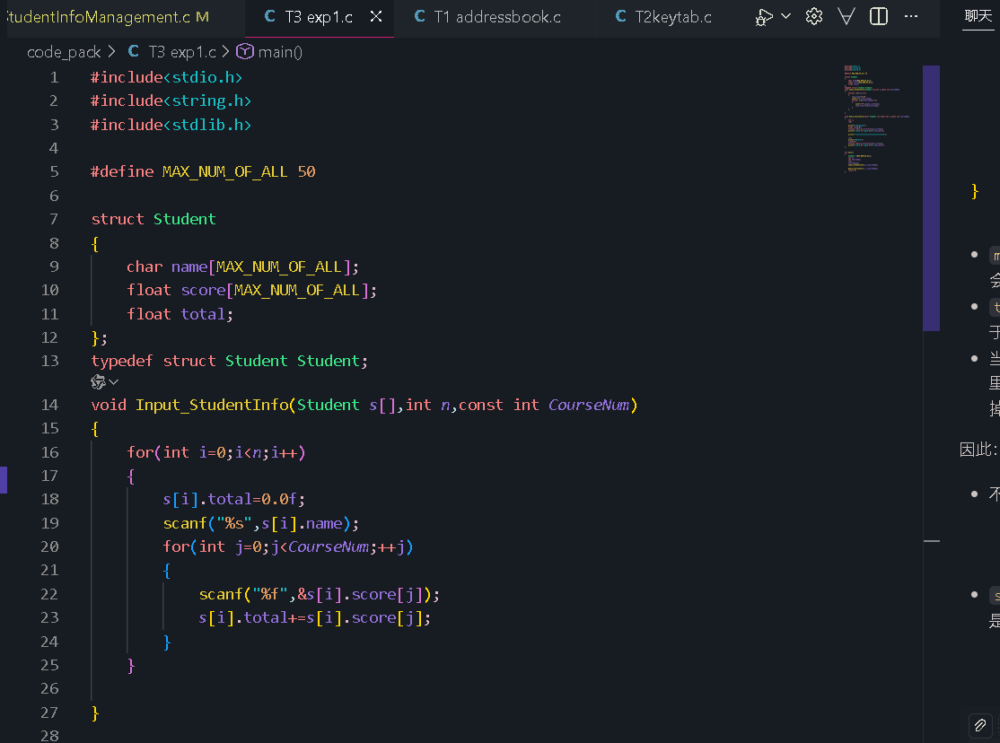 StudentInfoManagement.c M
T3 exp1.c
T1 addressbook.c
T2keytab.c
聊天
code_pack > C T3 exp1.c > main()
1 #include<stdio.h>
2 #include<string.h>
3 #include<stdlib.h>
4
5 #define MAX_NUM_OF_ALL 50
6
7 struct Student
8 {
9 char name[MAX_NUM_OF_ALL];
10 float score[MAX_NUM_OF_ALL];
11 float total;
12 };
13 typedef struct Student Student;
14 void Input_StudentInfo(Student s[],int n,const int CourseNum)
15 {
16 for(int i=0;i<n;i++)
17 {
18 s[i].total=0.0f;
19 scanf("%s",s[i].name);
20 for(int j=0;j<CourseNum;++j)
21 {
22 scanf("%f",&s[i].score[j]);
23 s[i].total+=s[i].score[j];
24 }
25 }
26
27 }
28
}
m
会
t
于
当
里
掉
因此:
不
s
是